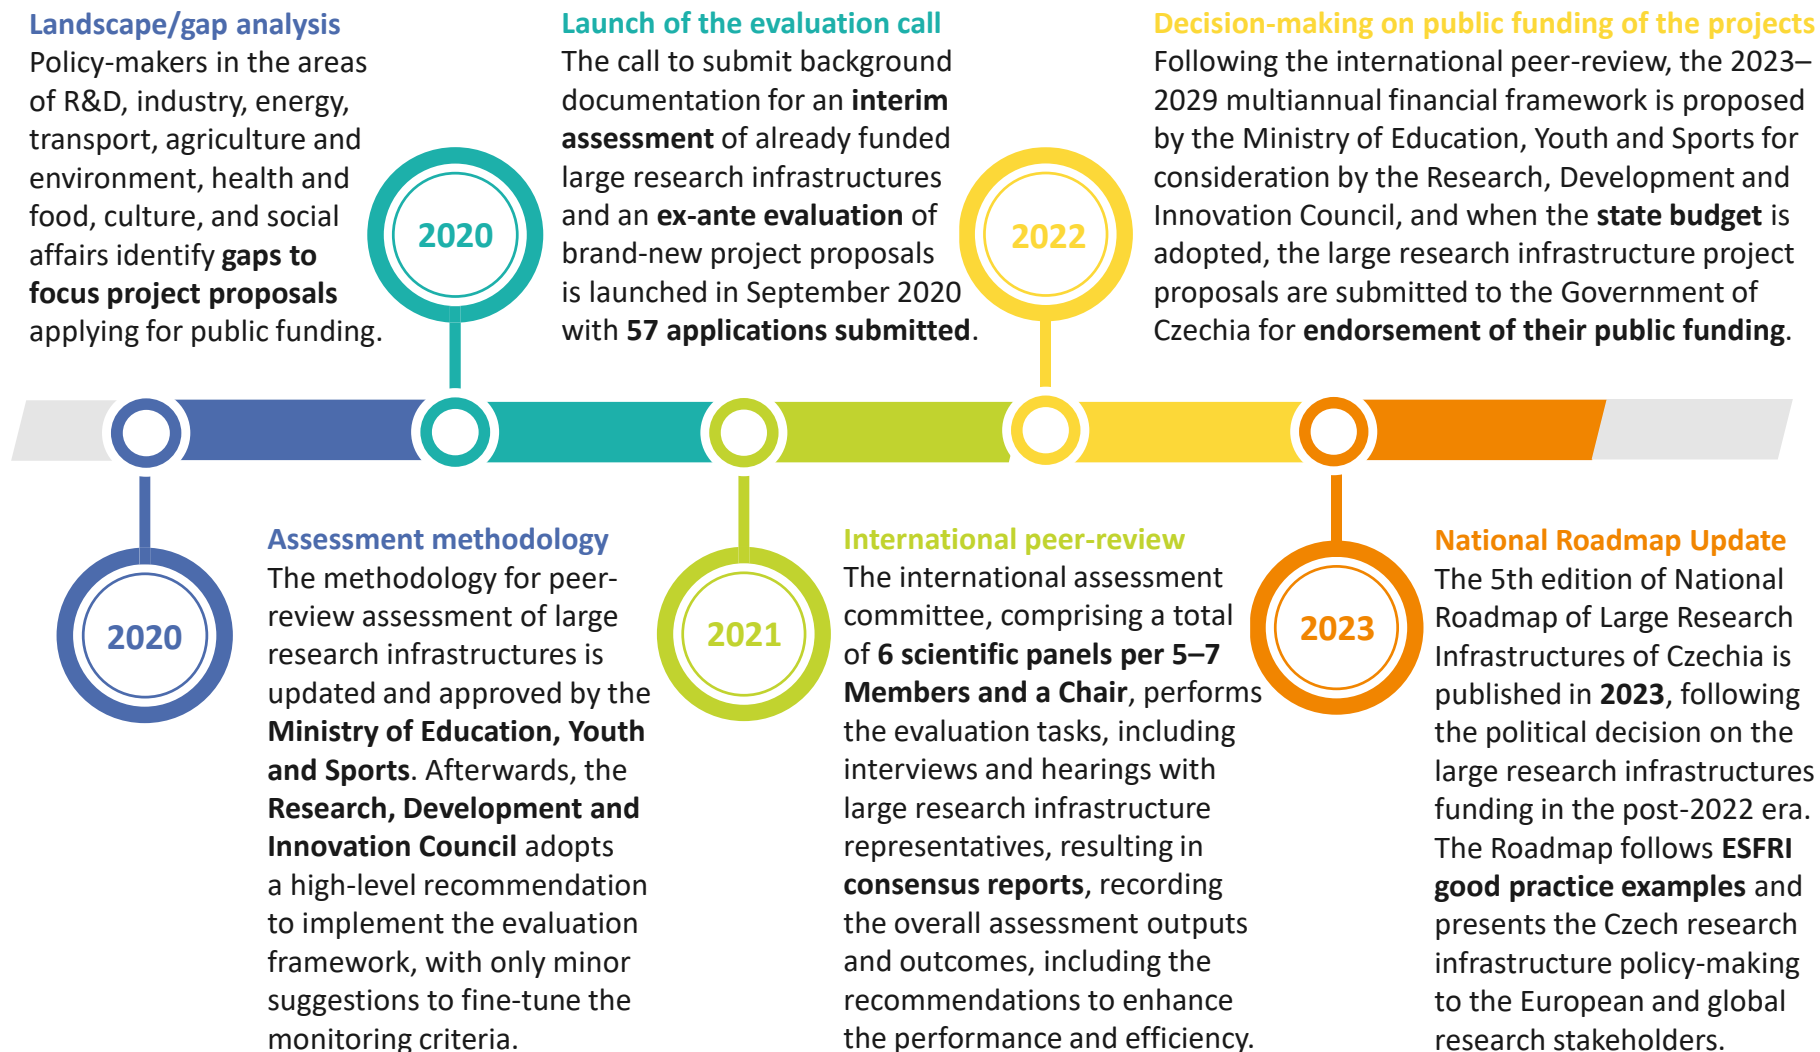 Landscape/gap analysis
Policy-makers in the areas
of R&D, industry, energy,
transport, agriculture and
environment, health and
food, culture, and social
affairs identify gaps to
focus project proposals
applying for public funding.
2020
Assessment methodology
The methodology for peer-
review assessment of large
research infrastructures is
updated and approved by the
Ministry of Education, Youth
and Sports. Afterwards, the
Research, Development and
Innovation Council adopts
a high-level recommendation
to implement the evaluation
framework, with only minor
suggestions to fine-tune the
monitoring criteria.
2020
Launch of the evaluation call
The call to submit background
documentation for an interim
assessment of already funded
large research infrastructures
and an ex-ante evaluation of
brand-new project proposals
is launched in September 2020
with 57 applications submitted.
2021
International peer-review
The international assessment
committee, comprising a total
of 6 scientific panels per 5–7
Members and a Chair, performs
the evaluation tasks, including
interviews and hearings with
large research infrastructure
representatives, resulting in
consensus reports, recording
the overall assessment outputs
and outcomes, including the
recommendations to enhance
the performance and efficiency.
2022
Decision-making on public funding of the projects
Following the international peer-review, the 2023–
2029 multiannual financial framework is proposed
by the Ministry of Education, Youth and Sports for
consideration by the Research, Development and
Innovation Council, and when the state budget is
adopted, the large research infrastructure project
proposals are submitted to the Government of
Czechia for endorsement of their public funding.
2023
National Roadmap Update
The 5th edition of National
Roadmap of Large Research
Infrastructures of Czechia is
published in 2023, following
the political decision on the
large research infrastructures
funding in the post-2022 era.
The Roadmap follows ESFRI
good practice examples and
presents the Czech research
infrastructure policy-making
to the European and global
research stakeholders.